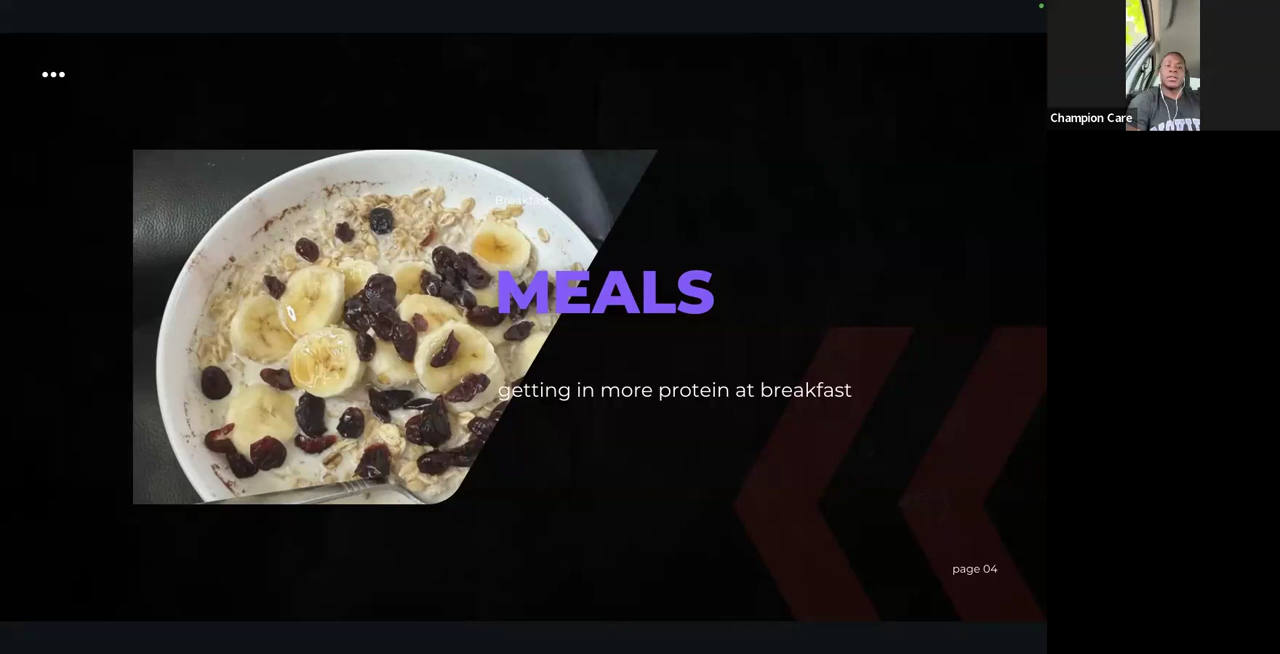 Breakfast
MEALS
getting in more protein at breakfast
page 04
Champion Care